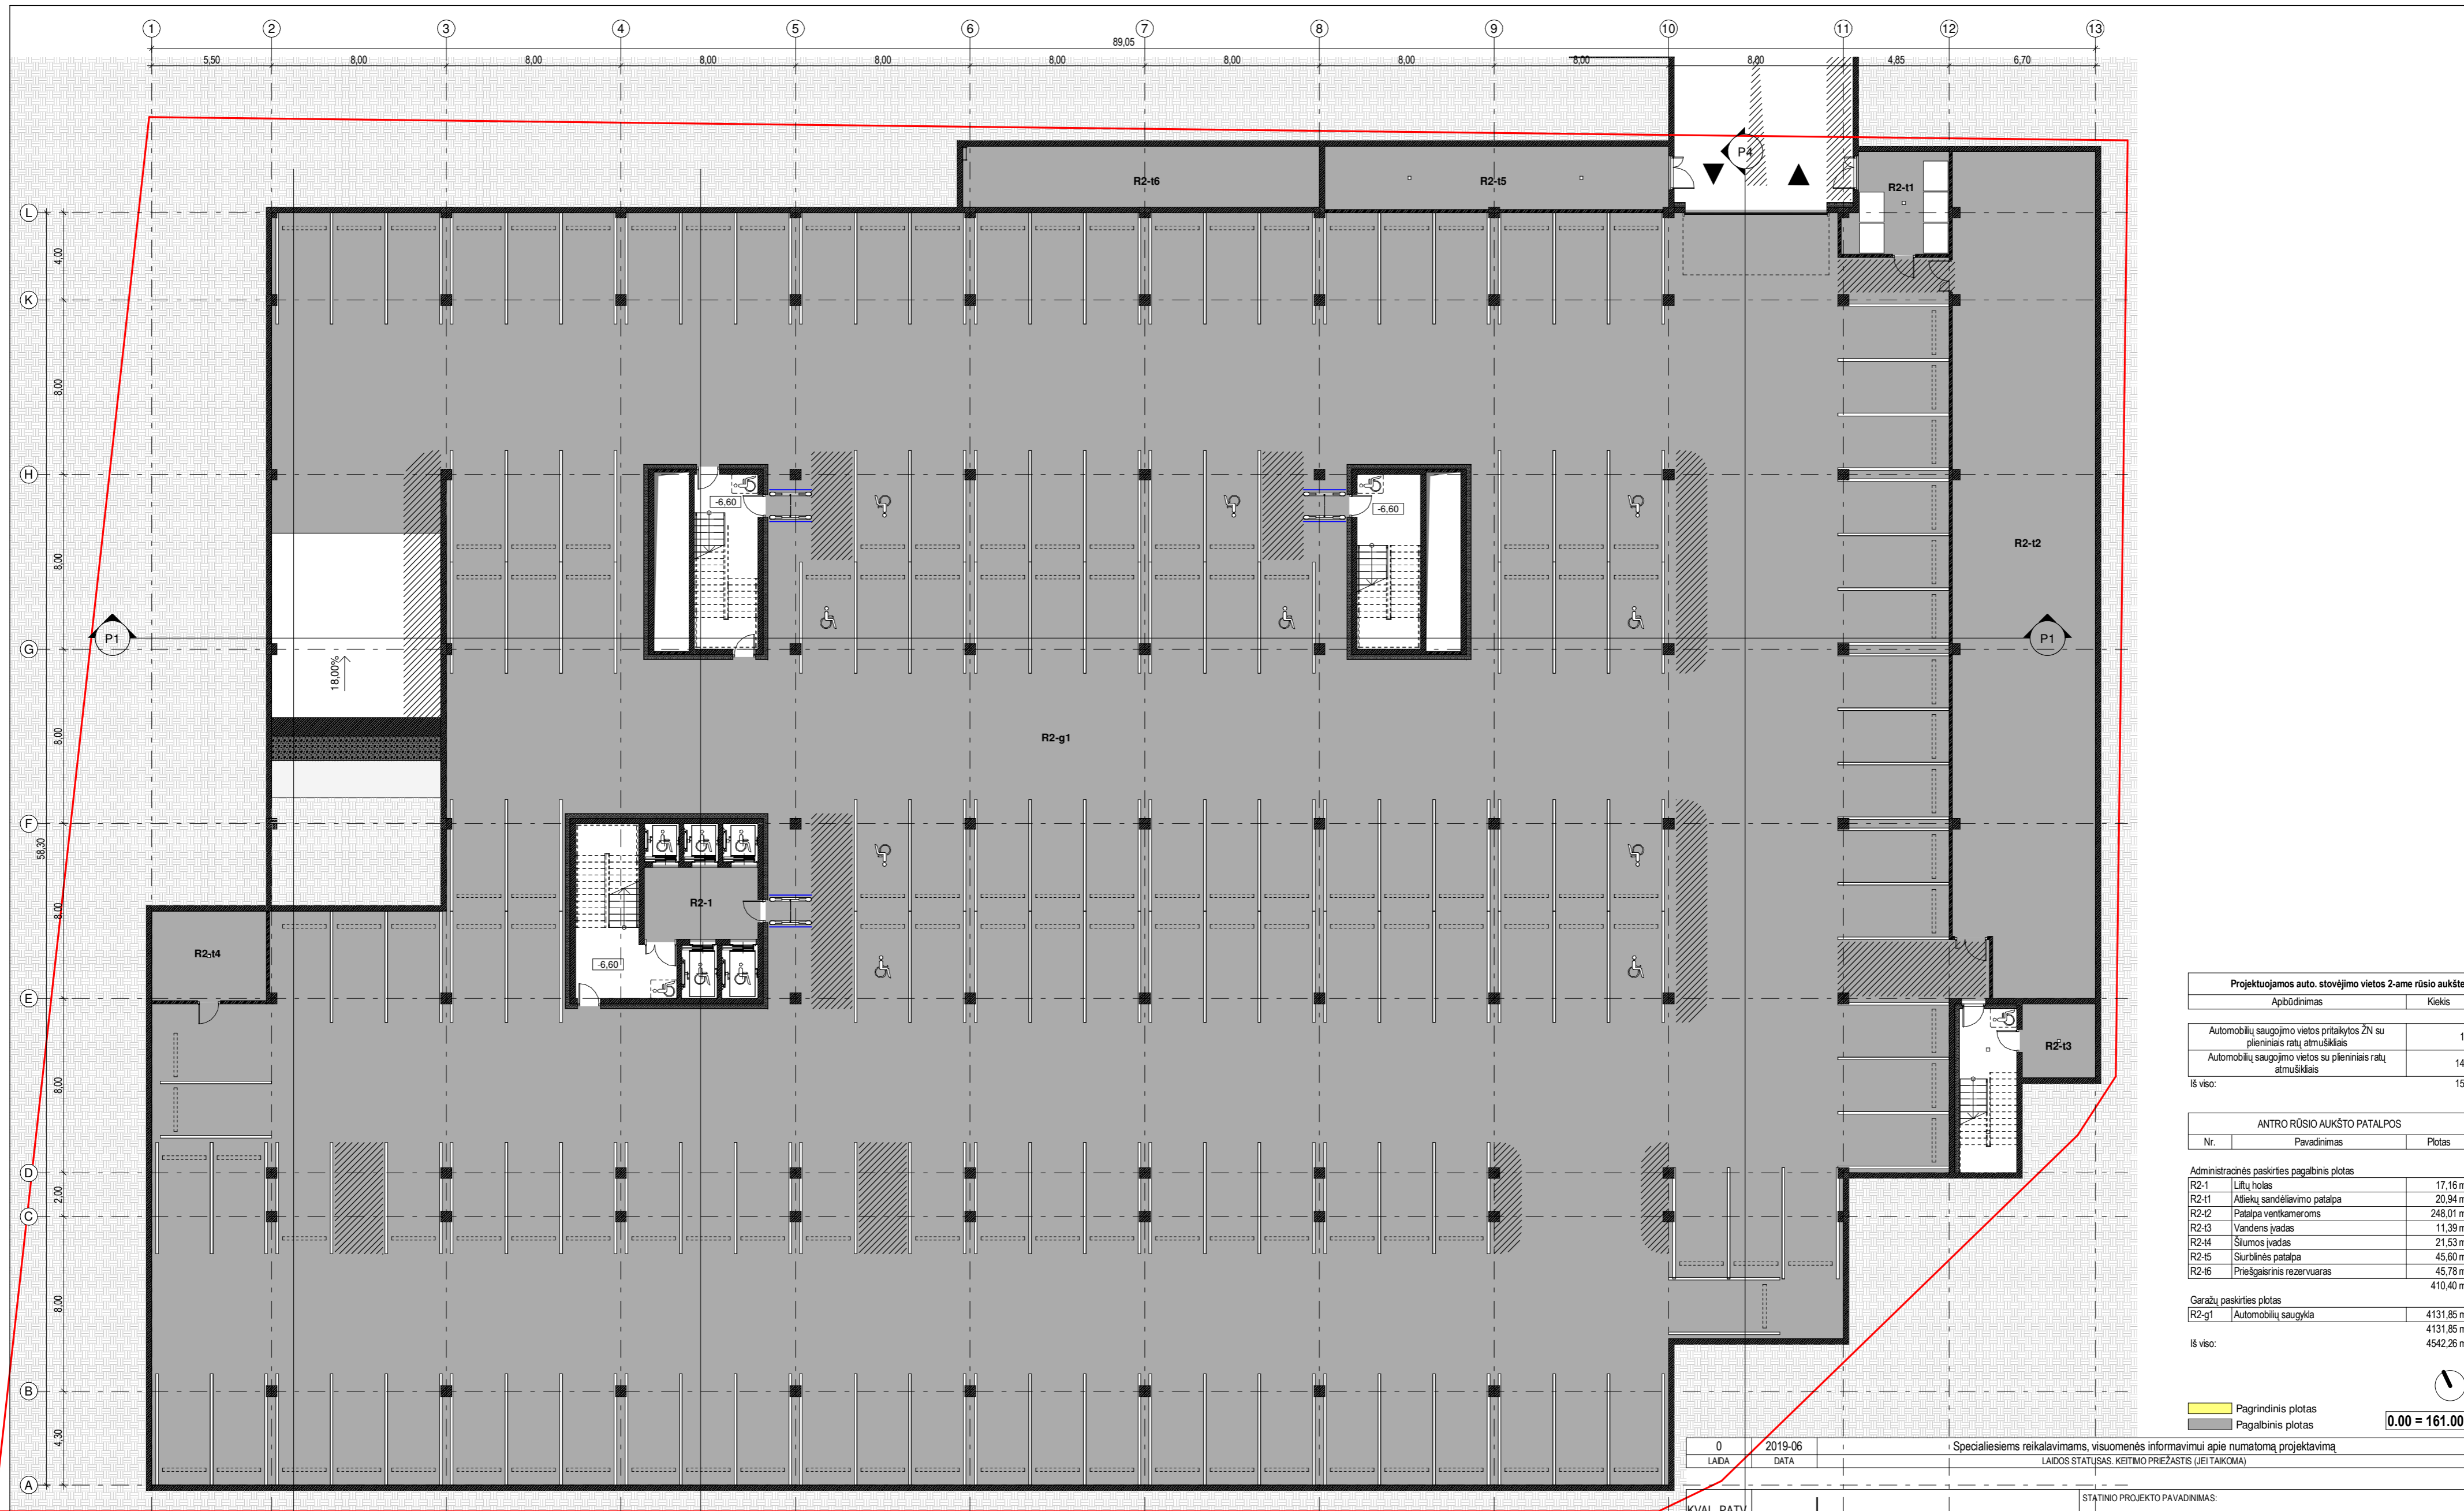 1 2 3 4 5 6 7 8 9 10 11 12 13
89,05
5,50 8,00 8,00 8,00 8,00 8,00 8,00 8,00 8,00 8,00 4,85 6,70
P4
R2-t6 R2-t5 R2-t1
L
4,00
K
8,00
H
-6,60 -6,60
R2-t2
8,00
P1 P1
G
18,00%
8,00
R2-g1
F
58,30
8,00
R2-1
R2-t4
-6,60
E
R2-t3
8,00
D
2,00
C
8,00
B
4,30
A
Projektuojamos auto. stovėjimo vietos 2-ame rūsio aukšte
Apibūdinimas Kiekis
Automobilių saugojimo vietos pritaikytos ŽN su
plieniniais ratų atmušikliais
Automobilių saugojimo vietos su plieniniais ratų
atmušikliais
Iš viso:
ANTRO RŪSIO AUKŠTO PATALPOS
Nr. Pavadinimas Plotas
Administracinės paskirties pagalbinis plotas
R2-1 Liftų holas 17,16 m
R2-t1 Atliekų sandėliavimo patalpa 20,94 m
R2-t2 Patalpa ventkameroms 248,01 m
R2-t3 Vandens įvadas 11,39 m
R2-t4 Šilumos įvadas 21,53 m
R2-t5 Siurblinės patalpa 45,60 m
R2-t6 Priešgaisrinis rezervuaras 45,78 m
410,40 m
Garažų paskirties plotas
R2-g1 Automobilių saugykla 4131,85 m
4131,85 m
Iš viso: 4542,26 m
Pagrindinis plotas
Pagalbinis plotas
0.00 = 161.00
0 2019-06 Specialiesiems reikalavimams, visuomenės informavimui apie numatomą projektavimą
LAIDA DATA LAIDOS STATUSAS. KEITIMO PRIEŽASTIS (JEI TAIKOMA)
KVAL. PATV.
STATINIO PROJEKTO PAVADINIMAS: